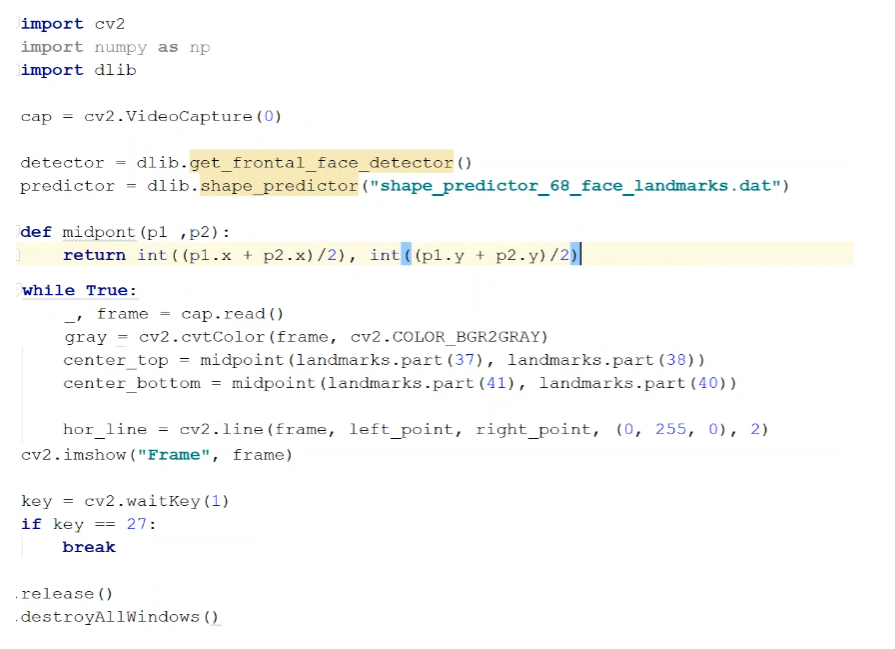 import cv2
import numpy as np
import dlib
cap = cv2.VideoCapture(0)
detector = dlib.get_frontal_face_detector()
predictor = dlib.shape_predictor("shape_predictor_68_face_landmarks.dat")
def midpont(p1 ,p2):
return int((p1.x + p2.x)/2), int((p1.y + p2.y)/2)
while True:
_, frame = cap.read()
gray = cv2.cvtColor(frame, cv2.COLOR_BGR2GRAY)
center_top = midpoint(landmarks.part(37), landmarks.part(38))
center_bottom = midpoint(landmarks.part(41), landmarks.part(40))
hor_line = cv2.line(frame, left_point, right_point, (0, 255, 0), 2)
cv2.imshow("Frame", frame)
key = cv2.waitKey(1)
if key == 27:
break
.release()
.destroyAllWindows()